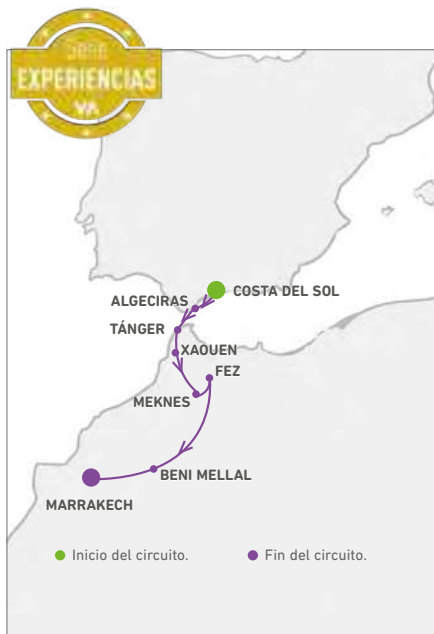 Serie
EXPERIENCIAS
VA
COSTA DEL SOL
ALGECIRAS
TÁNGER
XAOUEN
FEZ
MEKNES
BENI MELLAL
MARRAKECH
Inicio del circuito.
Fin del circuito.